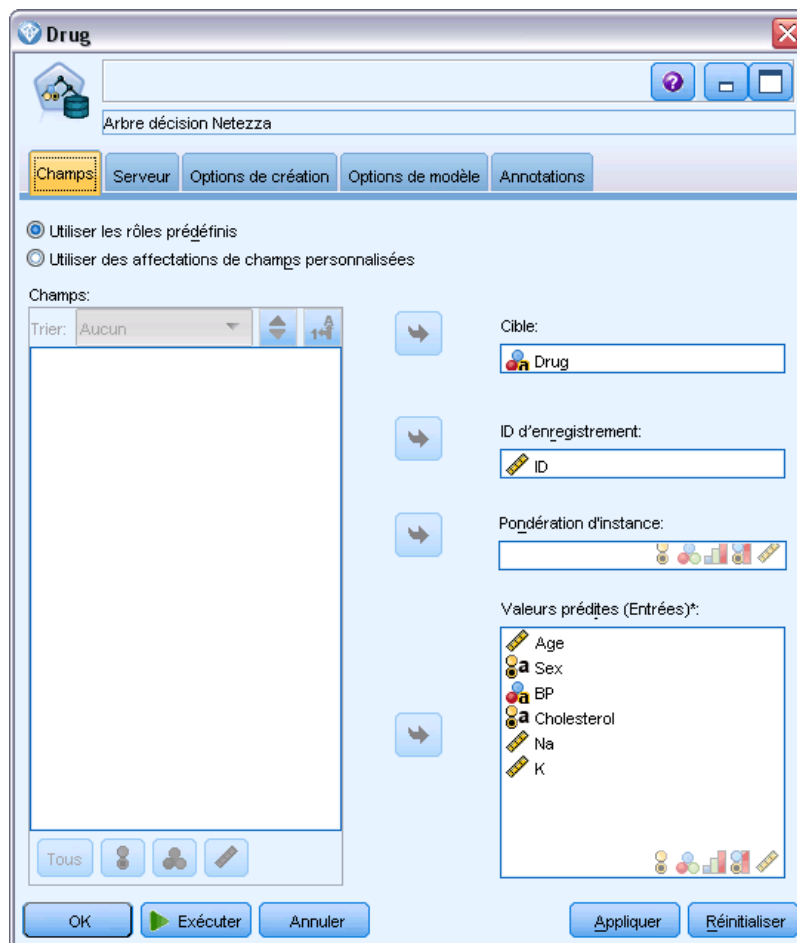 Drug
Arbre décision Netezza
Champs Serveur Options de création Options de modèle Annotations
Utiliser les rôles prédéfinis
Utiliser des affectations de champs personnalisées
Champs:
Trier: Aucun
Cible:
Drug
ID d'enregistrement:
ID
Pondération d'instance:
Valeurs prédites (Entrées)*:
Age
Sex
BP
Cholesterol
Na
K
Tous
OK Exécuter Annuler Appliquer Réinitialiser